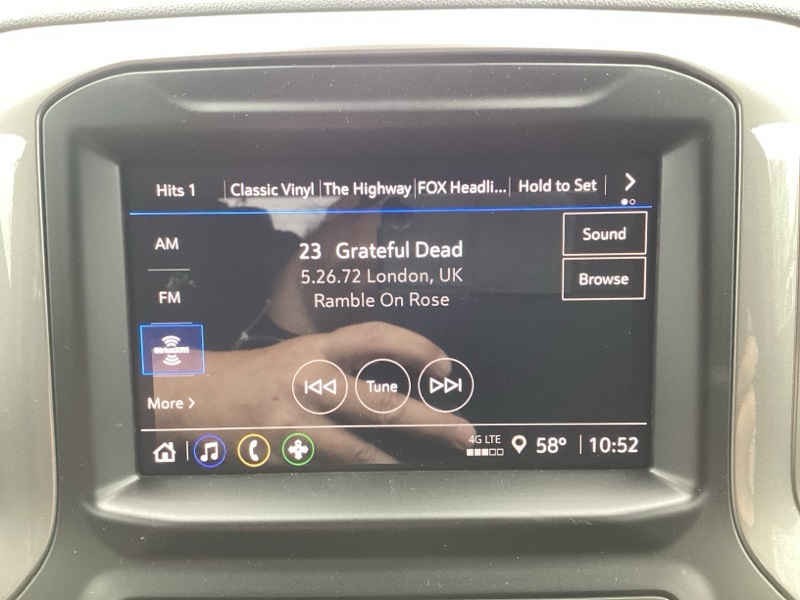 Hits 1 Classic Vinyl The Highway FOX Headli... Hold to Set
AM
FM
SiriusXM
More
23 Grateful Dead
5.26.72 London, UK
Ramble On Rose
Sound
Browse
Tune
4G LTE
58° 10:52